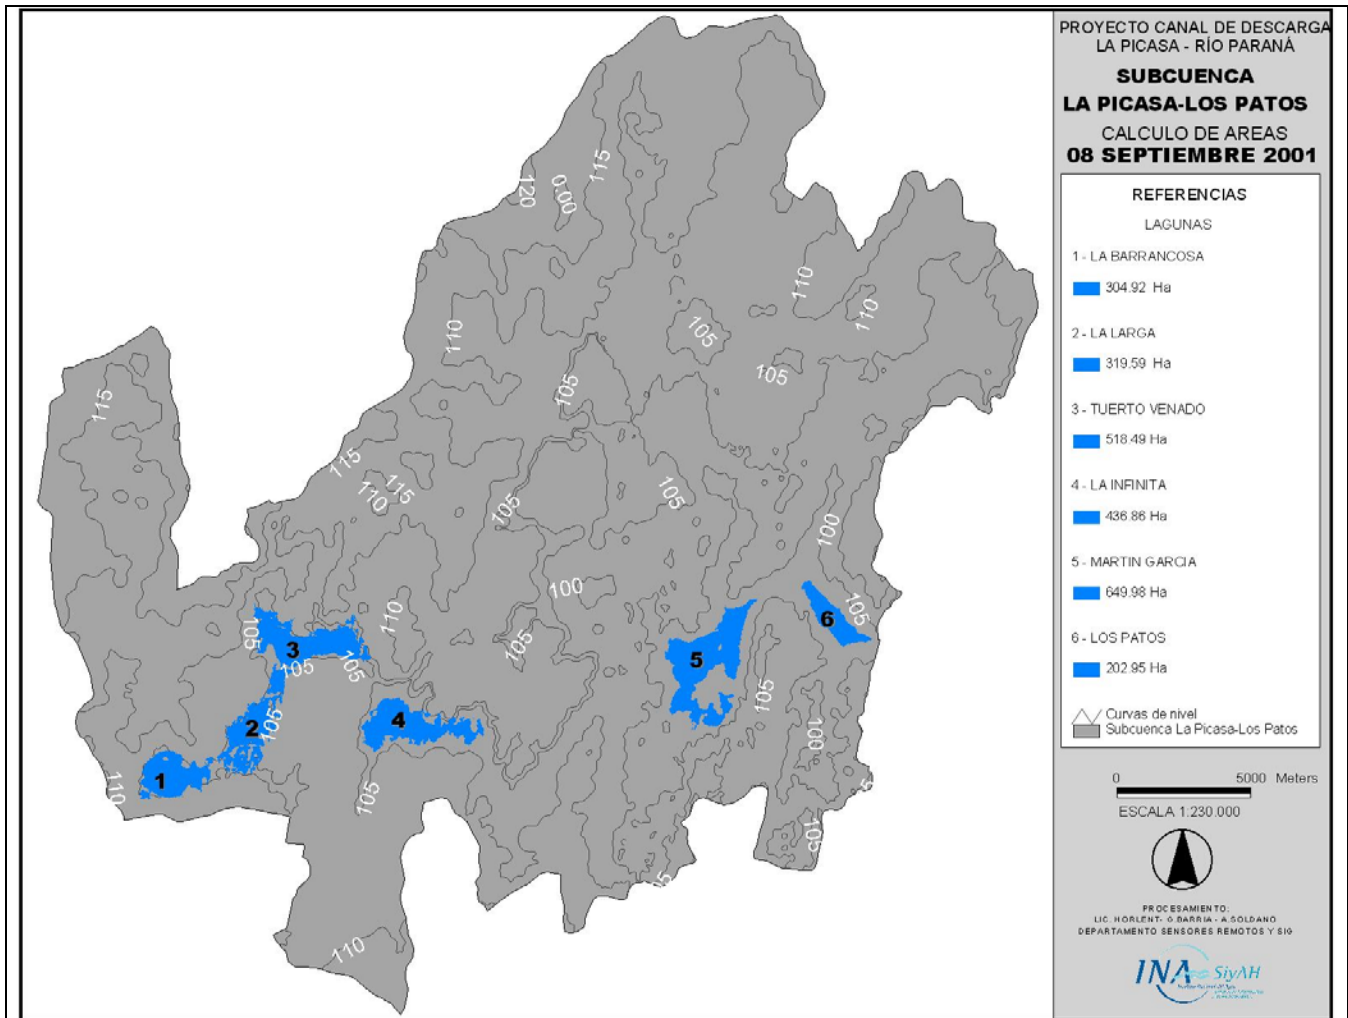 PROYECTO CANAL DE DESCARGA
LA PICASA - RÍO PARANÁ
SUBCUENCA
LA PICASA-LOS PATOS
CALCULO DE AREAS
08 SEPTIEMBRE 2001
REFERENCIAS
LAGUNAS
1 - LA BARRANCOSA
304.92 Ha
2 - LA LARGA
319.59 Ha
3 - TUERTO VENADO
518.49 Ha
4 - LA INFINITA
436.86 Ha
5 - MARTIN GARCIA
649.98 Ha
6 - LOS PATOS
202.95 Ha
Curvas de nivel
Subcuenca La Picasa-Los Patos
0 5000 Meters
ESCALA 1:230.000
PROCESAMIENTO:
LIC. HORLENT- G.BARRIA - A.SOLDANO
DEPARTAMENTO SENSORES REMOTOS Y SIG
INA SiyAH
115
120
0.00
110
110
110
105
105
105
115
115
110
115
105
105
100
100
110
105
105
105
105
105
105
105
100
105
110
105
110
1
2
3
4
5
6